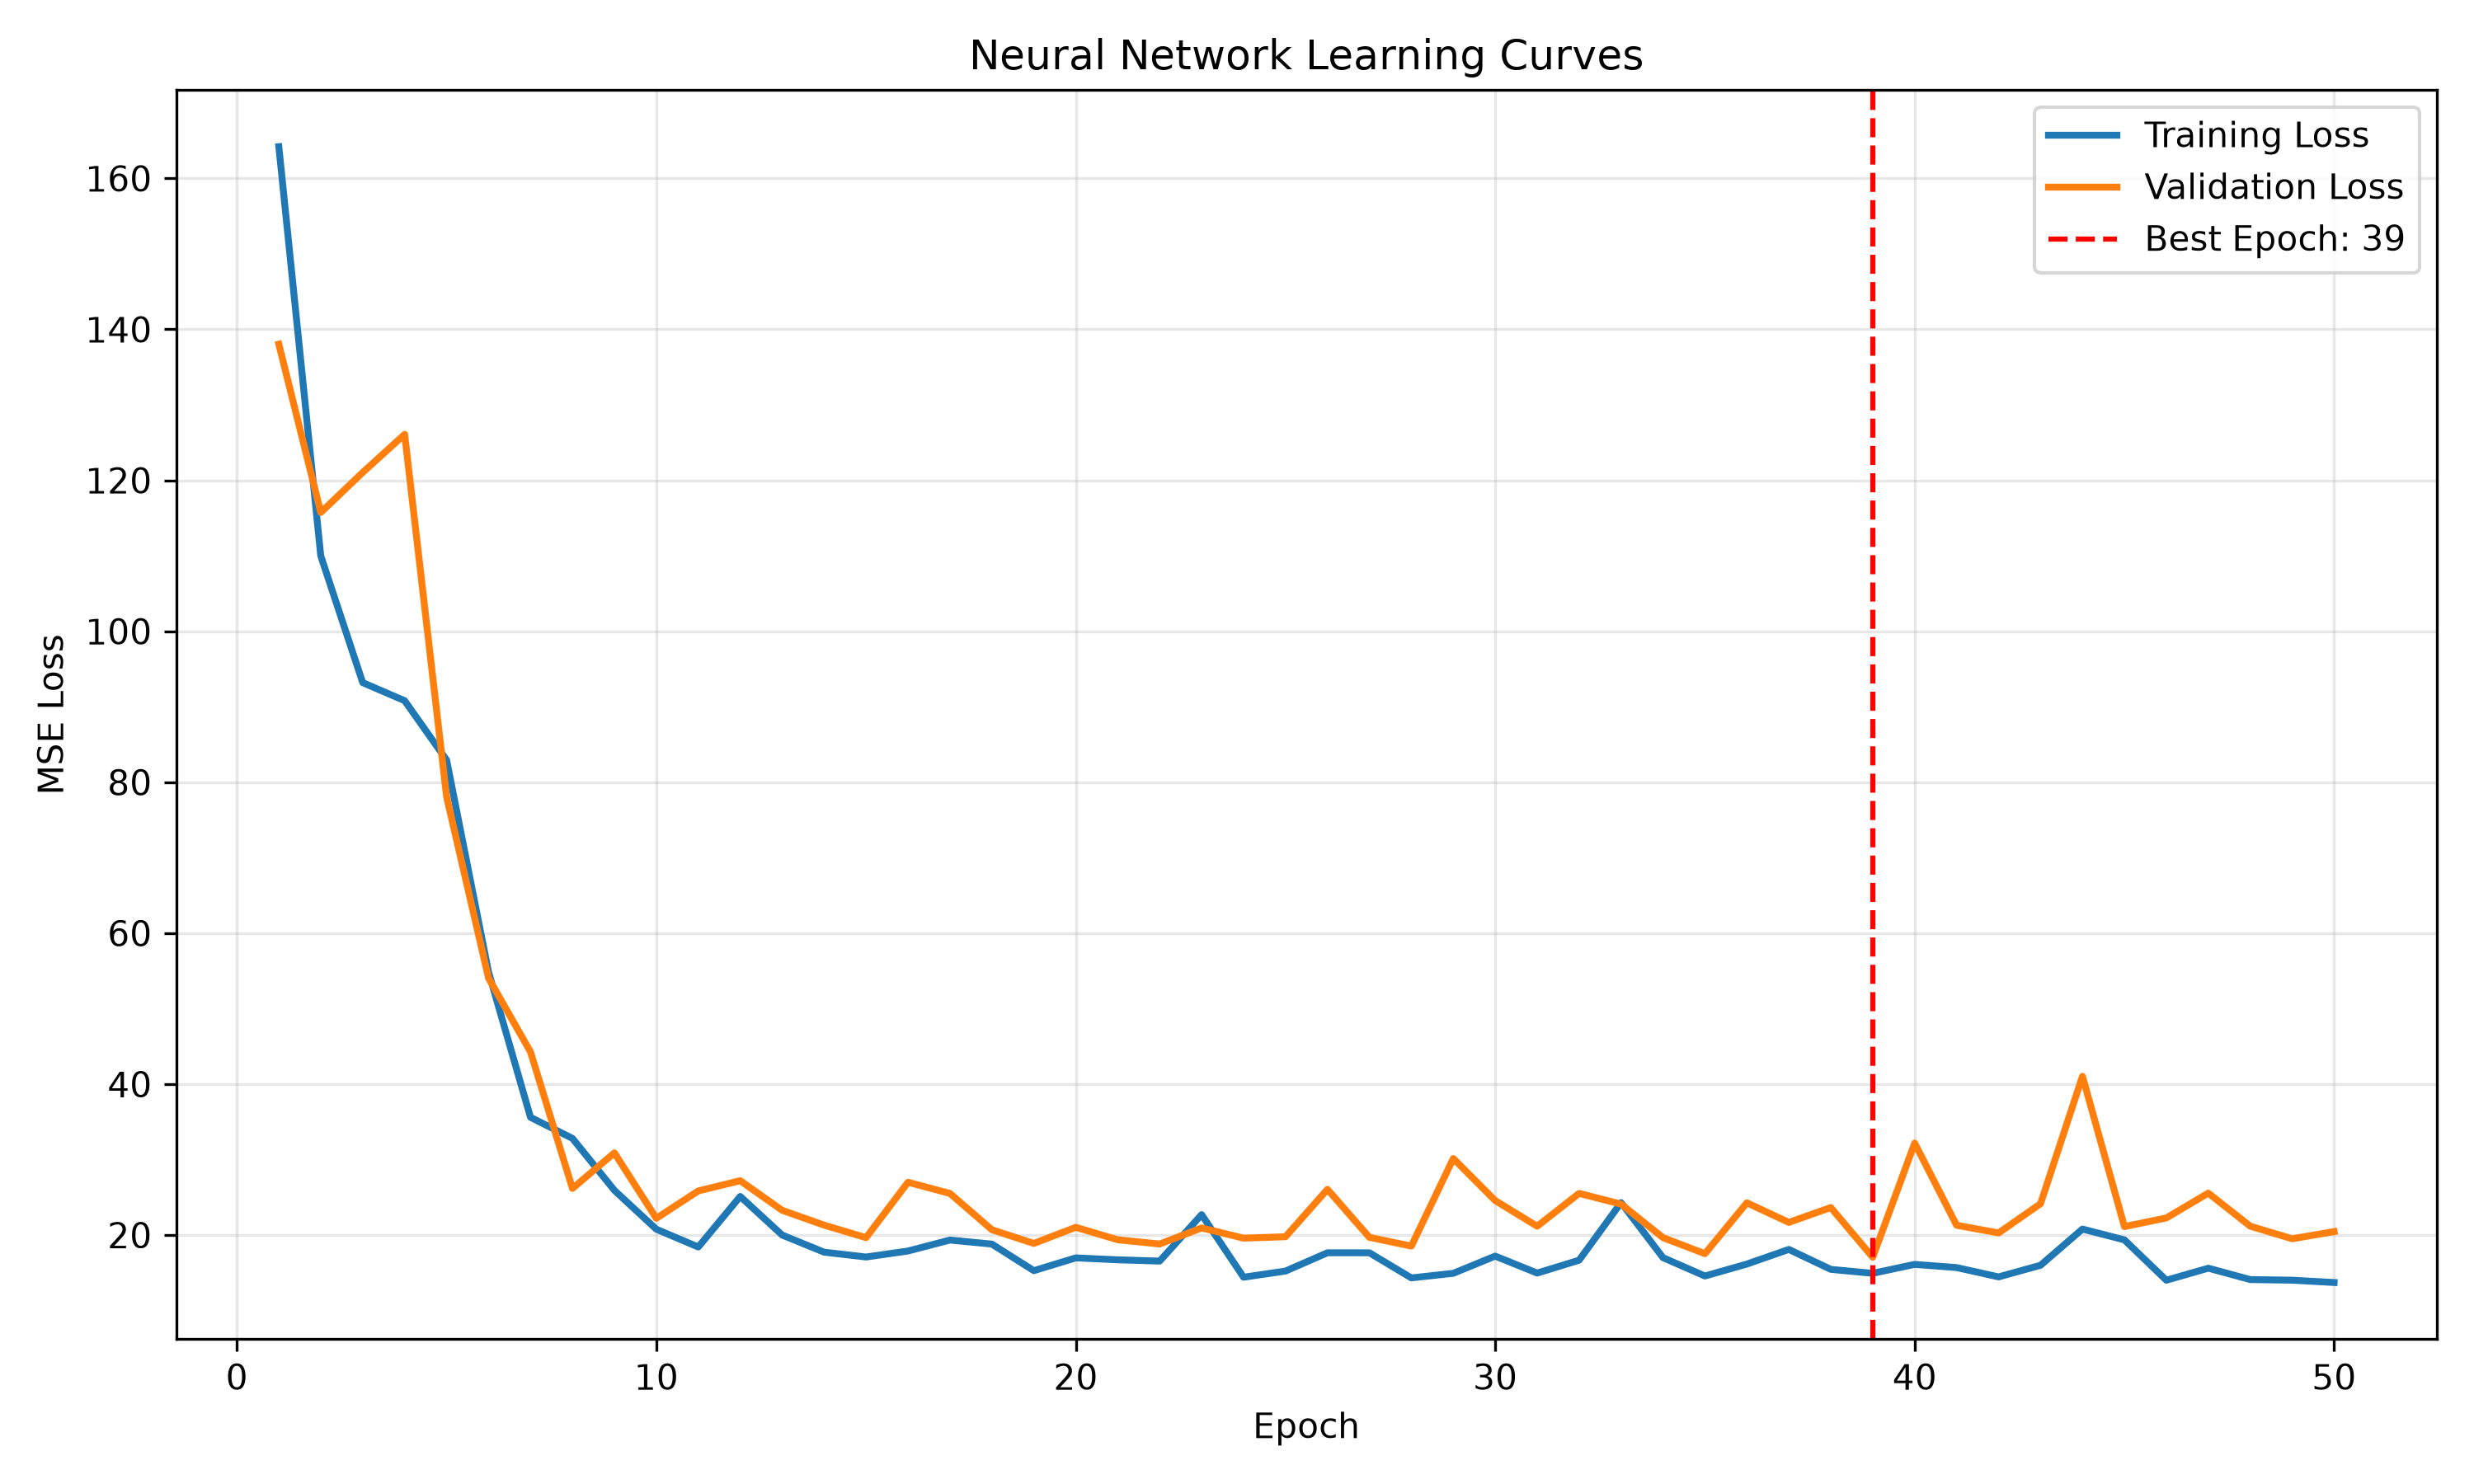 Neural Network Learning Curves
Training Loss
Validation Loss
Best Epoch: 39
MSE Loss
160
140
120
100
80
60
40
20
0 10 20 30 40 50
Epoch